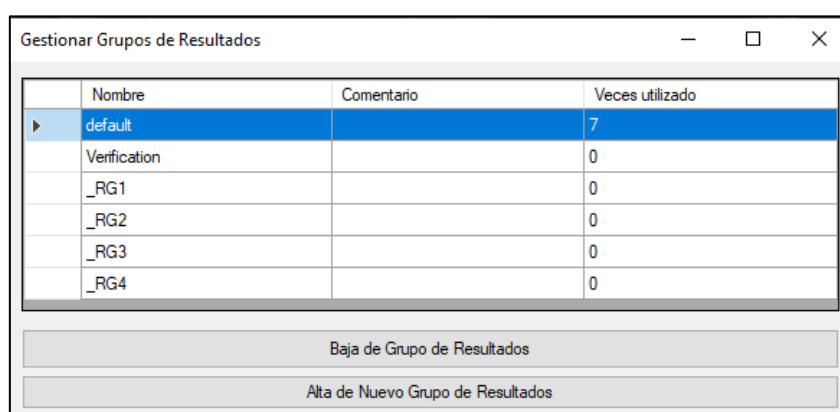 Gestionar Grupos de Resultados
Nombre Comentario Veces utilizado
default 7
Verification 0
_RG1 0
_RG2 0
_RG3 0
_RG4 0
Baja de Grupo de Resultados
Alta de Nuevo Grupo de Resultados